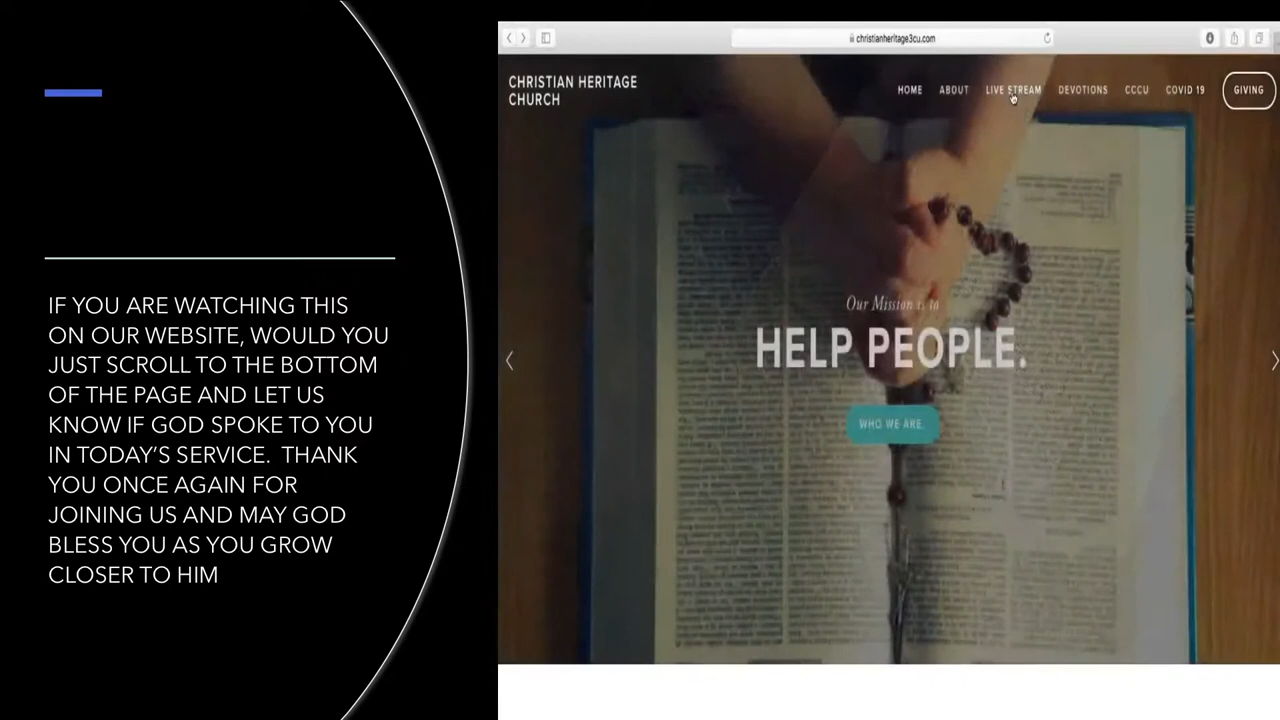 IF YOU ARE WATCHING THIS
ON OUR WEBSITE, WOULD YOU
JUST SCROLL TO THE BOTTOM
OF THE PAGE AND LET US
KNOW IF GOD SPOKE TO YOU
IN TODAY'S SERVICE.  THANK
YOU ONCE AGAIN FOR
JOINING US AND MAY GOD
BLESS YOU AS YOU GROW
CLOSER TO HIM
christianheritage3cu.com
CHRISTIAN HERITAGE
CHURCH
HOME ABOUT LIVE STREAM DEVOTIONS CCCU COVID 19 GIVING
Our Mission is to
HELP PEOPLE.
WHO WE ARE.